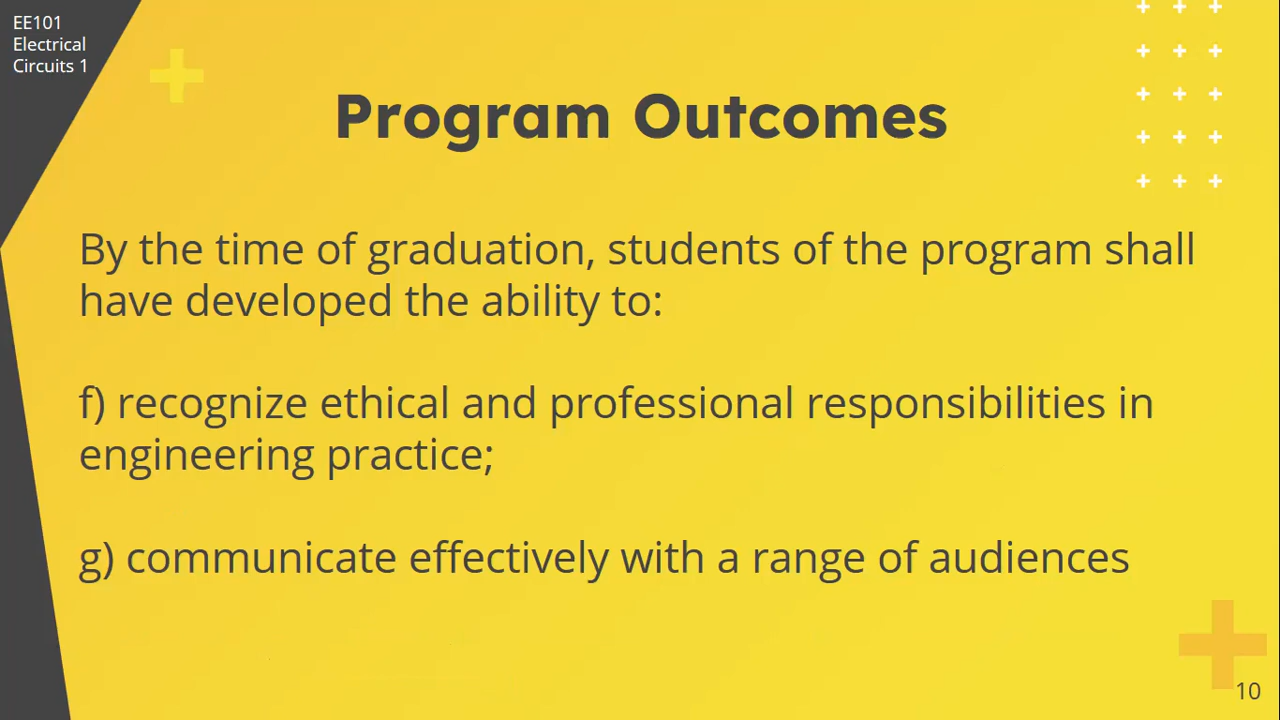 EE101
Electrical
Circuits 1
Program Outcomes
By the time of graduation, students of the program shall
have developed the ability to:
f) recognize ethical and professional responsibilities in
engineering practice;
g) communicate effectively with a range of audiences
10